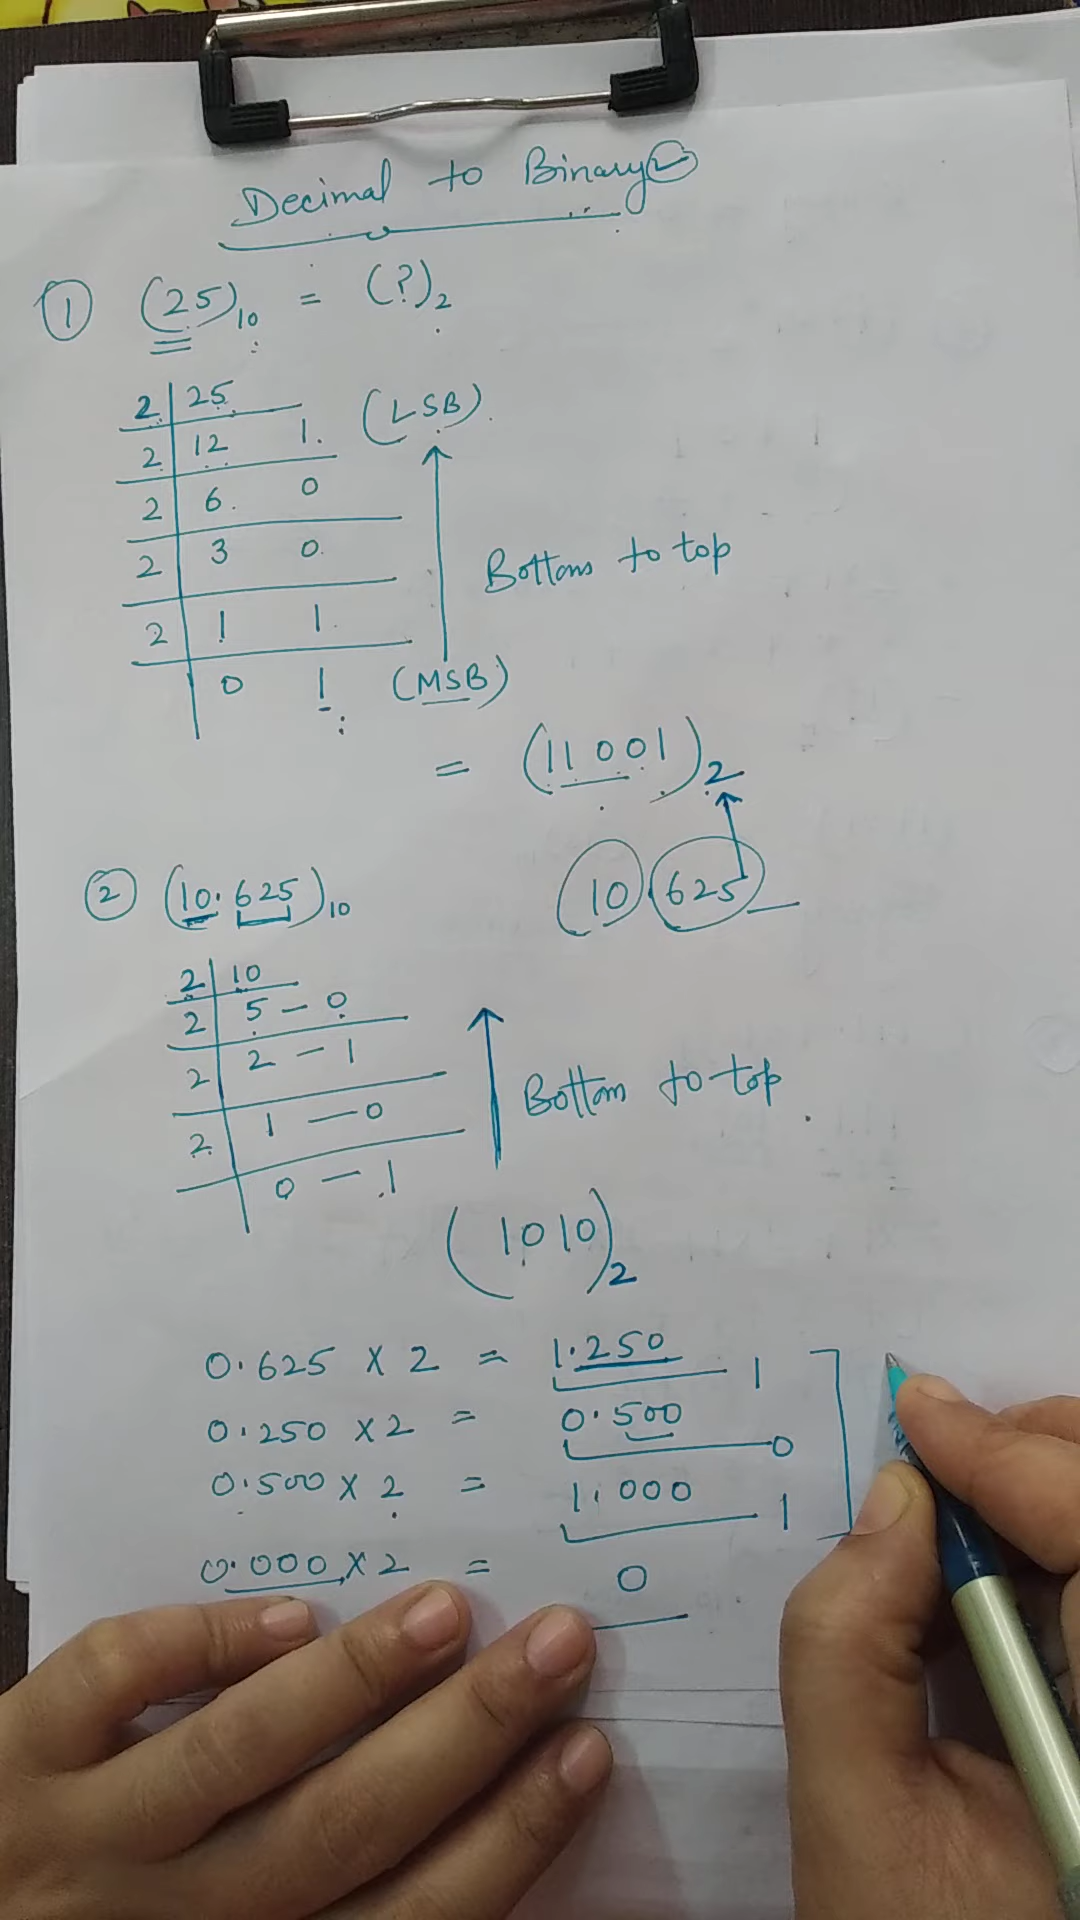 Decimal to Binary
① (25)10 = (?)2
2 | 25
2 | 12 1 (LSB)
2 | 6 0
2 | 3 0
Bottom to top
2 | 1 1
0 1 (MSB)
= (11001)2
② (10.625)10 10.625
2 | 10
2 | 5 – 0
2 | 2 – 1
Bottom to top
2 | 1 – 0
0 – 1
(1010)2
0.625 X 2 = 1.250 1
0.250 X 2 = 0.500 0
0.500 X 2 = 1.000 1
0.000 X 2 = 0